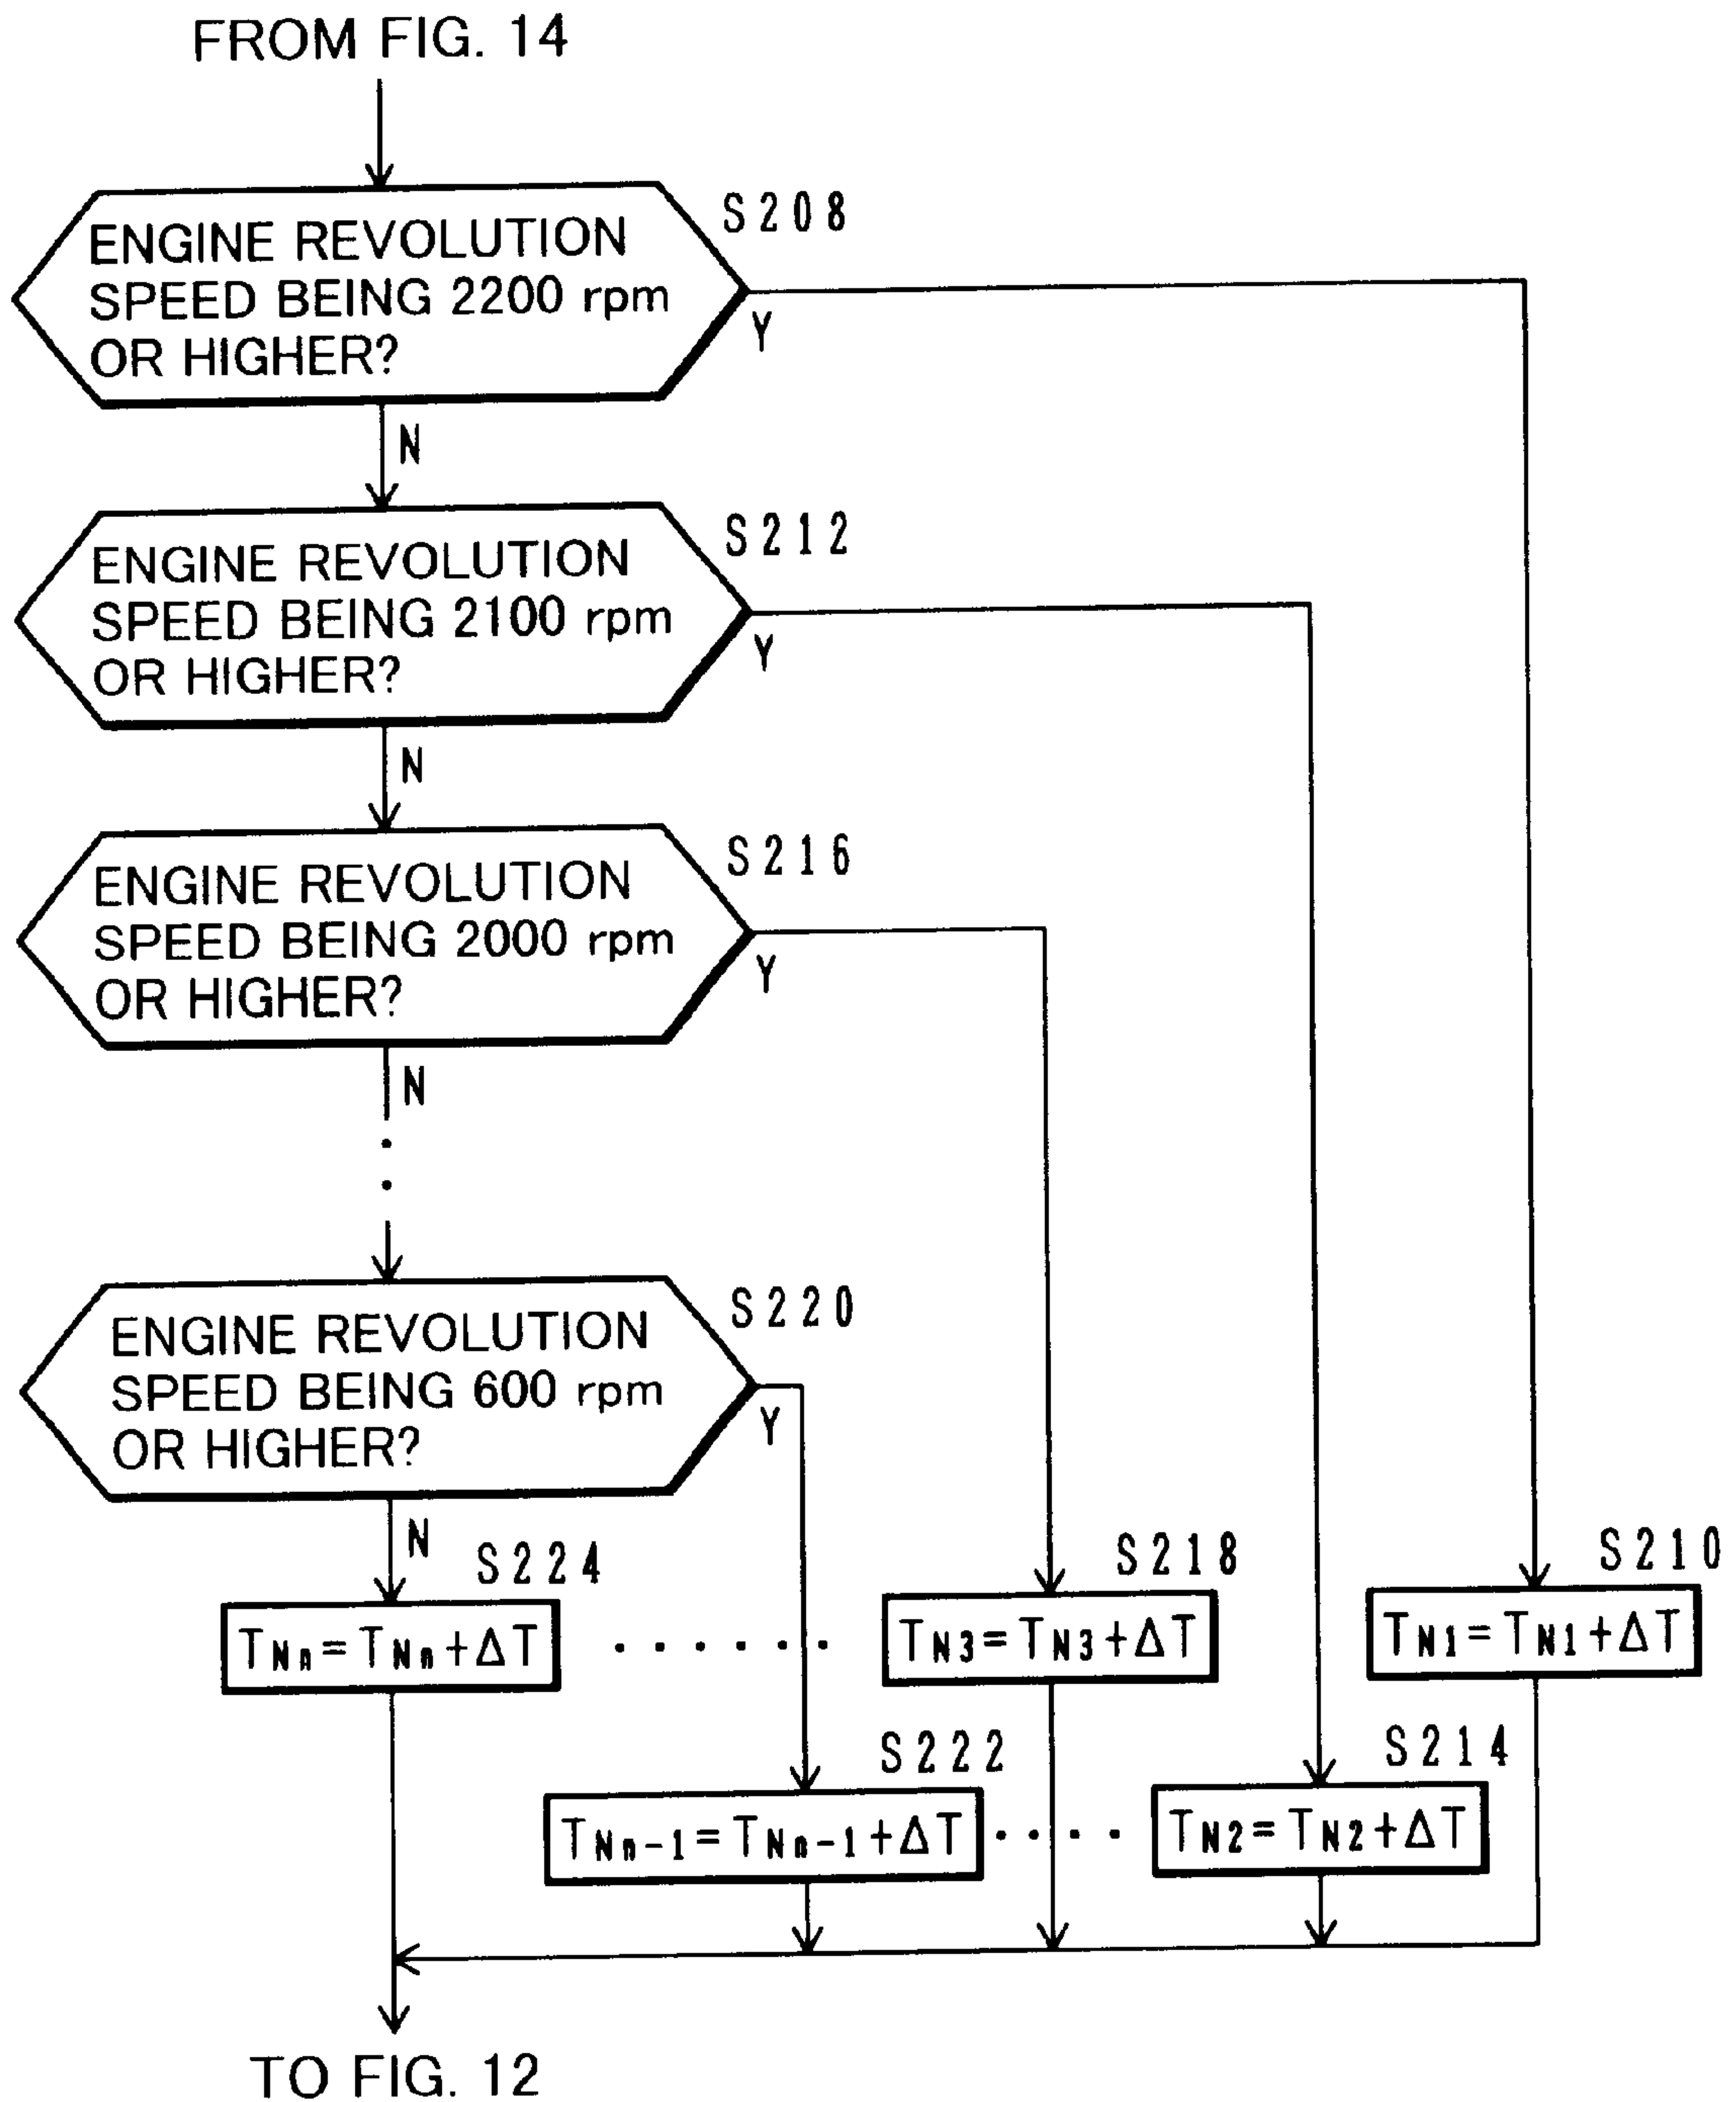 FROM FIG. 14
S208
ENGINE REVOLUTION
SPEED BEING 2200 rpm
OR HIGHER?
Y
N
S212
ENGINE REVOLUTION
SPEED BEING 2100 rpm
OR HIGHER?
Y
N
S216
ENGINE REVOLUTION
SPEED BEING 2000 rpm
OR HIGHER?
Y
N
S220
ENGINE REVOLUTION
SPEED BEING 600 rpm
OR HIGHER?
Y
N
S224
S218
S210
TNn=TNn+ΔT
TN3=TN3+ΔT
TN1=TN1+ΔT
S222
S214
TNn-1=TNn-1+ΔT
TN2=TN2+ΔT
TO FIG. 12